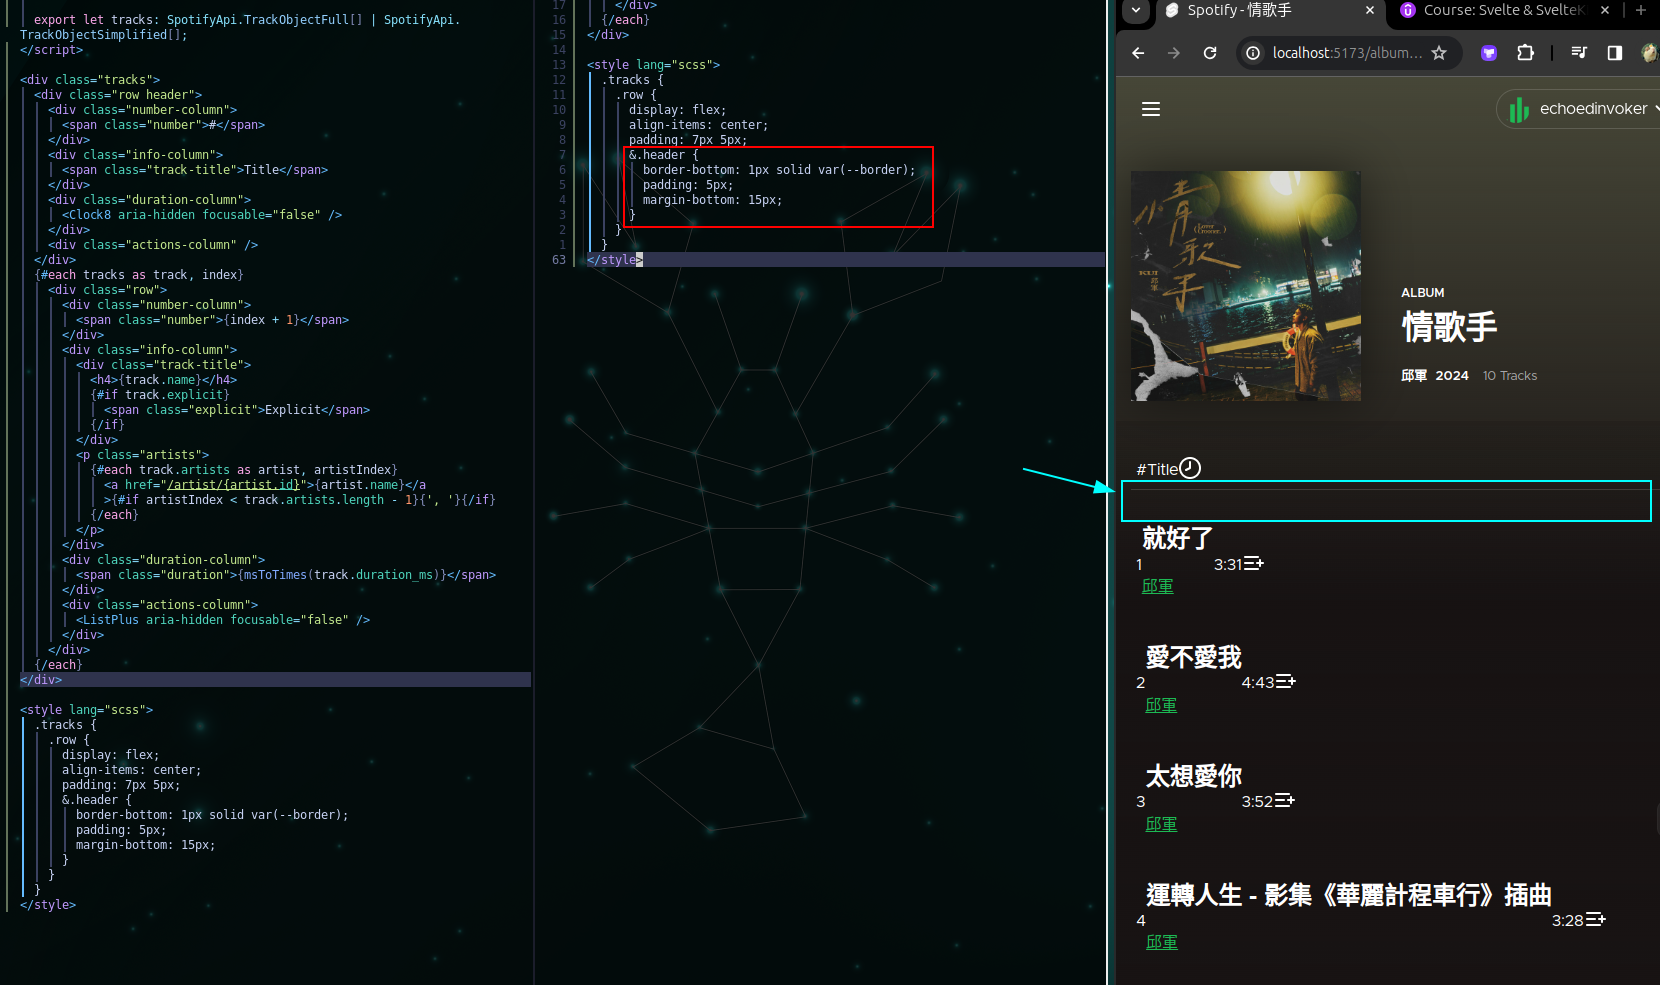 export let tracks: SpotifyApi.TrackObjectFull[] | SpotifyApi.
TrackObjectSimplified[];
</script>
<div class="tracks">
<div class="row header">
<div class="number-column">
<span class="number">#</span>
</div>
<div class="info-column">
<span class="track-title">Title</span>
</div>
<div class="duration-column">
<Clock8 aria-hidden focusable="false" />
</div>
<div class="actions-column" />
</div>
{#each tracks as track, index}
<div class="row">
<div class="number-column">
<span class="number">{index + 1}</span>
</div>
<div class="info-column">
<div class="track-title">
<h4>{track.name}</h4>
{#if track.explicit}
<span class="explicit">Explicit</span>
{/if}
</div>
<p class="artists">
{#each track.artists as artist, artistIndex}
<a href="/artist/{artist.id}">{artist.name}</a
>{#if artistIndex < track.artists.length - 1}{', '}{/if}
{/each}
</p>
</div>
<div class="duration-column">
<span class="duration">{msToTimes(track.duration_ms)}</span>
</div>
<div class="actions-column">
<ListPlus aria-hidden focusable="false" />
</div>
</div>
{/each}
</div>
<style lang="scss">
.tracks {
.row {
display: flex;
align-items: center;
padding: 7px 5px;
&.header {
border-bottom: 1px solid var(--border);
padding: 5px;
margin-bottom: 15px;
}
}
}
</style>
17 </div>
16 {/each}
15 </div>
14
13 <style lang="scss">
12 .tracks {
11 .row {
10 display: flex;
9 align-items: center;
8 padding: 7px 5px;
7 &.header {
6 border-bottom: 1px solid var(--border);
5 padding: 5px;
4 margin-bottom: 15px;
3 }
2 }
1 }
63 </style>
Spotify - 情歌手
Course: Svelte & SvelteK
localhost:5173/album...
echoedinvoker
情歌手
ALBUM
情歌手
邱軍 2024 10 Tracks
#Title
就好了
1 3:31
邱軍
愛不愛我
2 4:43
邱軍
太想愛你
3 3:52
邱軍
運轉人生 - 影集《華麗計程車行》插曲
4 3:28
邱軍